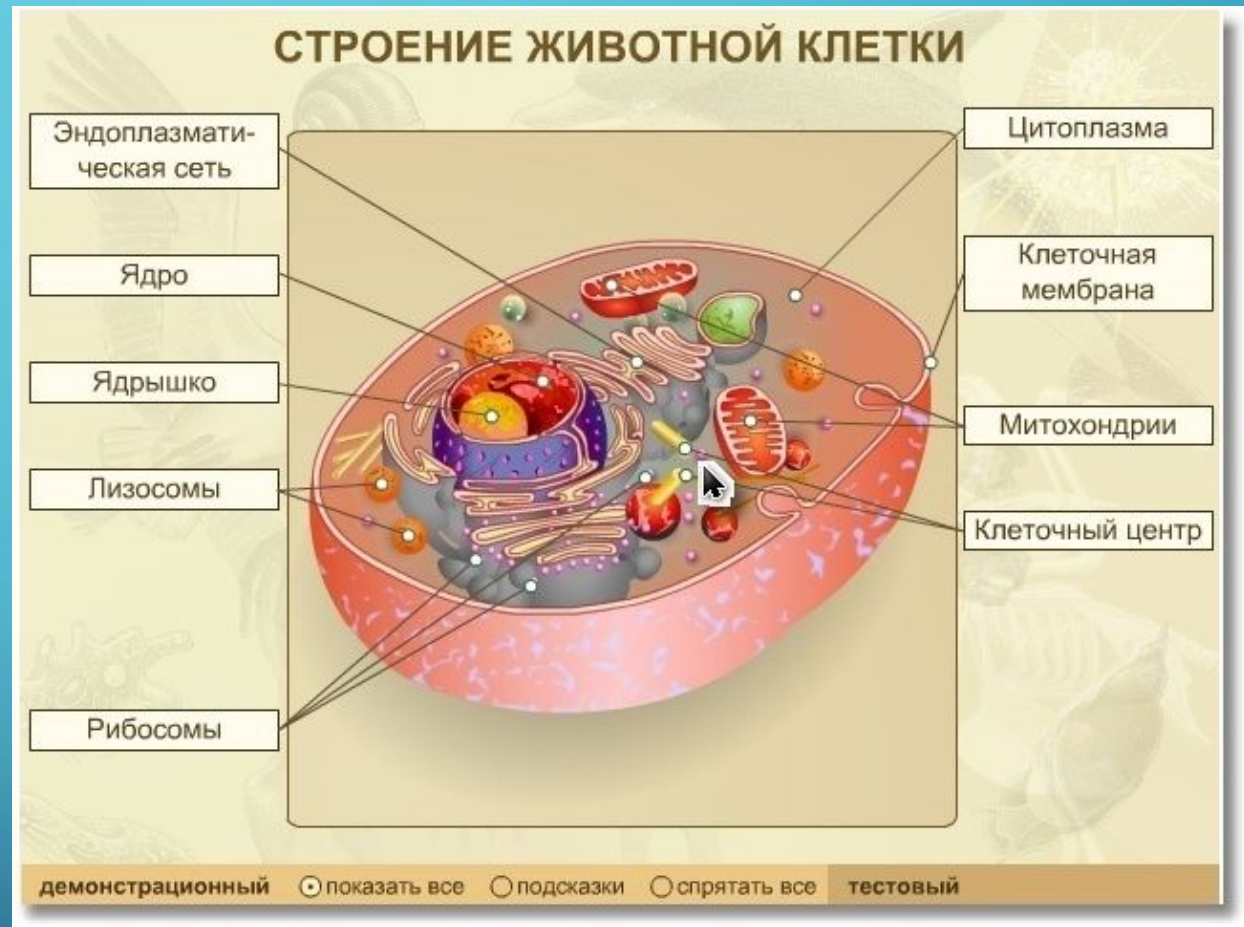 СТРОЕНИЕ ЖИВОТНОЙ КЛЕТКИ
Эндоплазмати-
ческая сеть
Ядро
Ядрышко
Лизосомы
Рибосомы
Цитоплазма
Клеточная
мембрана
Митохондрии
Клеточный центр
демонстрационный показать все подсказки спрятать все тестовый